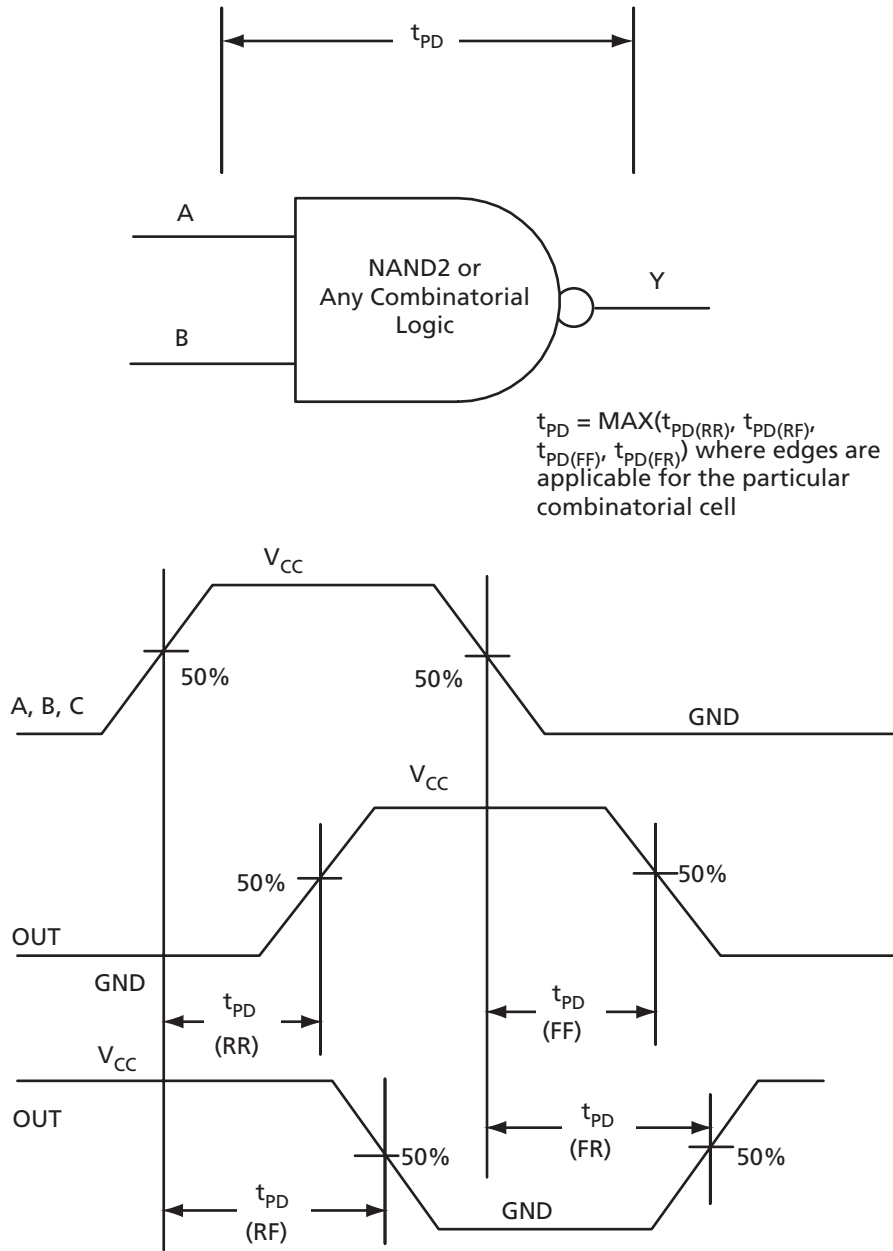 tPD
A
NAND2 or
Any Combinatorial
Logic
Y
B
tPD = MAX(tPD(RR), tPD(RF),
tPD(FF), tPD(FR)) where edges are
applicable for the particular
combinatorial cell
VCC
50%
50%
A, B, C
GND
VCC
50%
50%
OUT
GND
tPD
(RR)
tPD
(FF)
VCC
OUT
tPD
(FR)
50%
50%
tPD
(RF)
GND